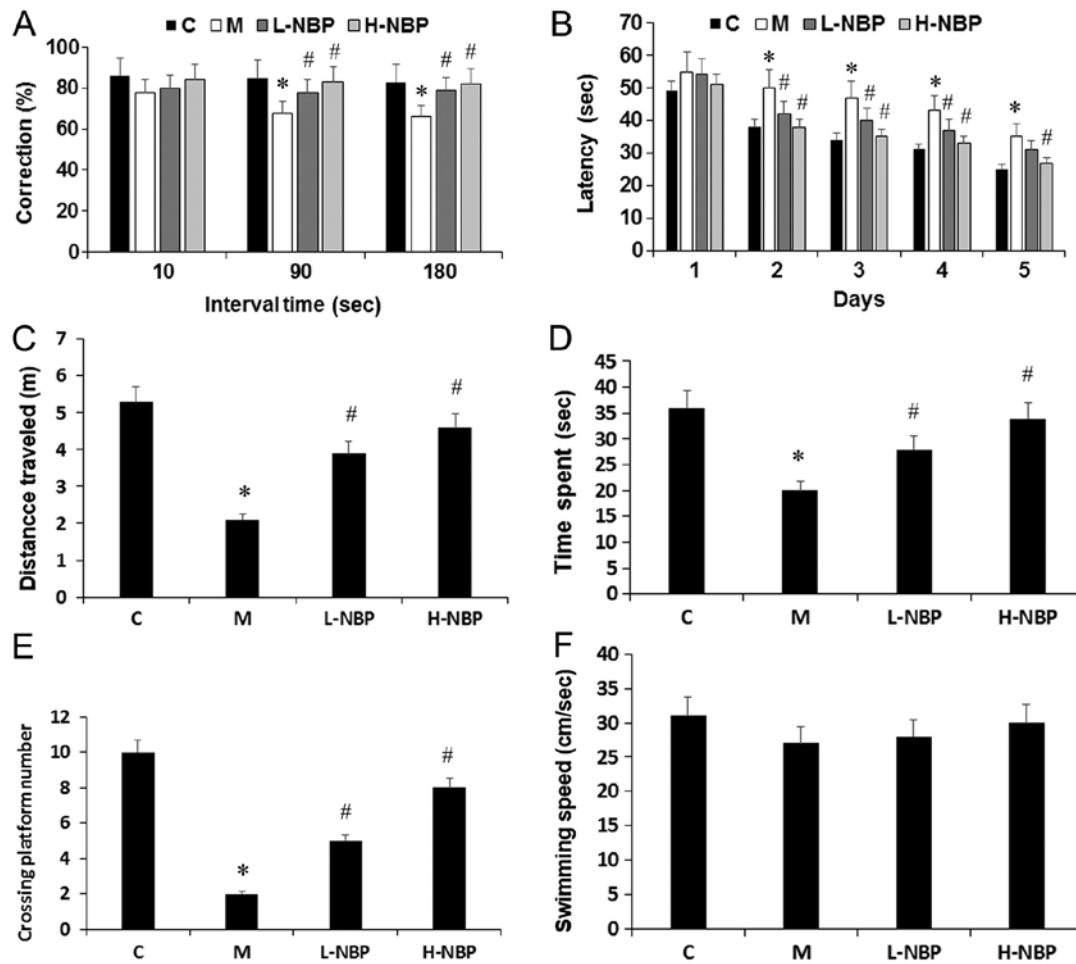 A
C M L-NBP H-NBP
100
80
60
40
20
0
Correction (%)
* # # * # #
10 90 180
Interval time (sec)
B
C M L-NBP H-NBP
70
60
50
40
30
20
10
0
Latency (sec)
* # # * # # * # # * #
1 2 3 4 5
Days
C
7
6
5
4
3
2
1
0
Distancce traveled (m)
* # #
C M L-NBP H-NBP
D
45
40
35
30
25
20
15
10
5
0
Time spent (sec)
* # #
C M L-NBP H-NBP
E
12
10
8
6
4
2
0
Crossing platform number
* # #
C M L-NBP H-NBP
F
40
35
30
25
20
15
10
5
0
Swimming speed (cm/sec)
C M L-NBP H-NBP